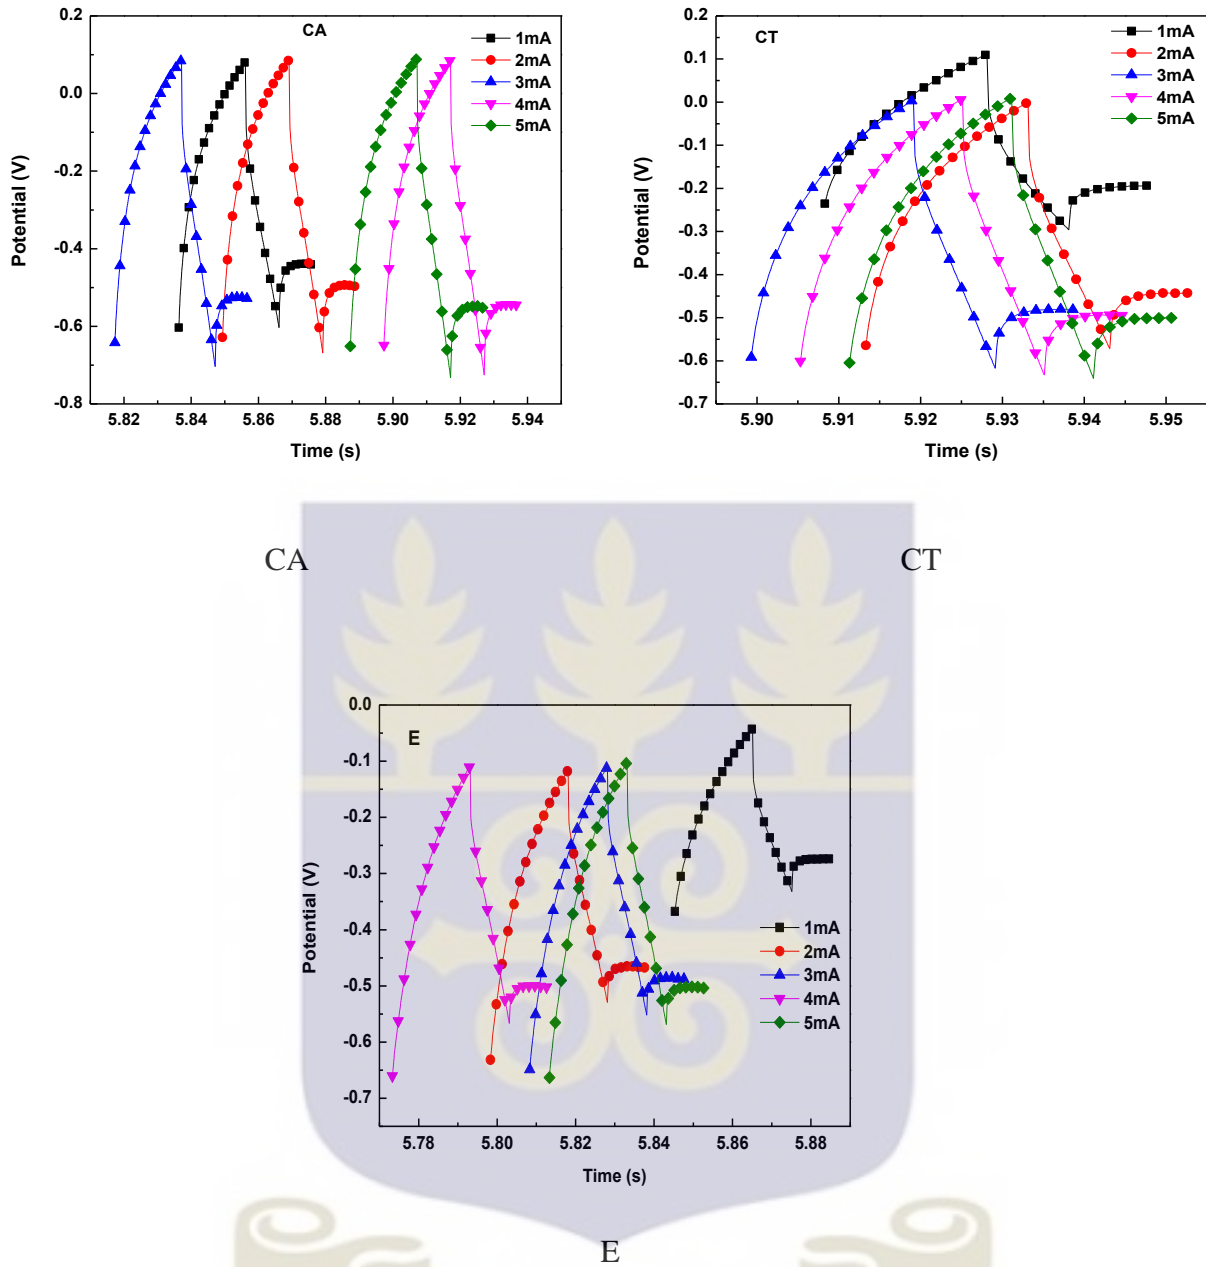 CA
1mA
2mA
3mA
4mA
5mA
0.2
0.0
-0.2
-0.4
-0.6
-0.8
Potential (V)
5.82
5.84
5.86
5.88
5.90
5.92
5.94
Time (s)
CT
1mA
2mA
3mA
4mA
5mA
0.2
0.1
0.0
-0.1
-0.2
-0.3
-0.4
-0.5
-0.6
-0.7
Potential (V)
5.90
5.91
5.92
5.93
5.94
5.95
Time (s)
CA
CT
E
0.0
-0.1
-0.2
-0.3
-0.4
-0.5
-0.6
-0.7
Potential (V)
1mA
2mA
3mA
4mA
5mA
5.78
5.80
5.82
5.84
5.86
5.88
Time (s)
E